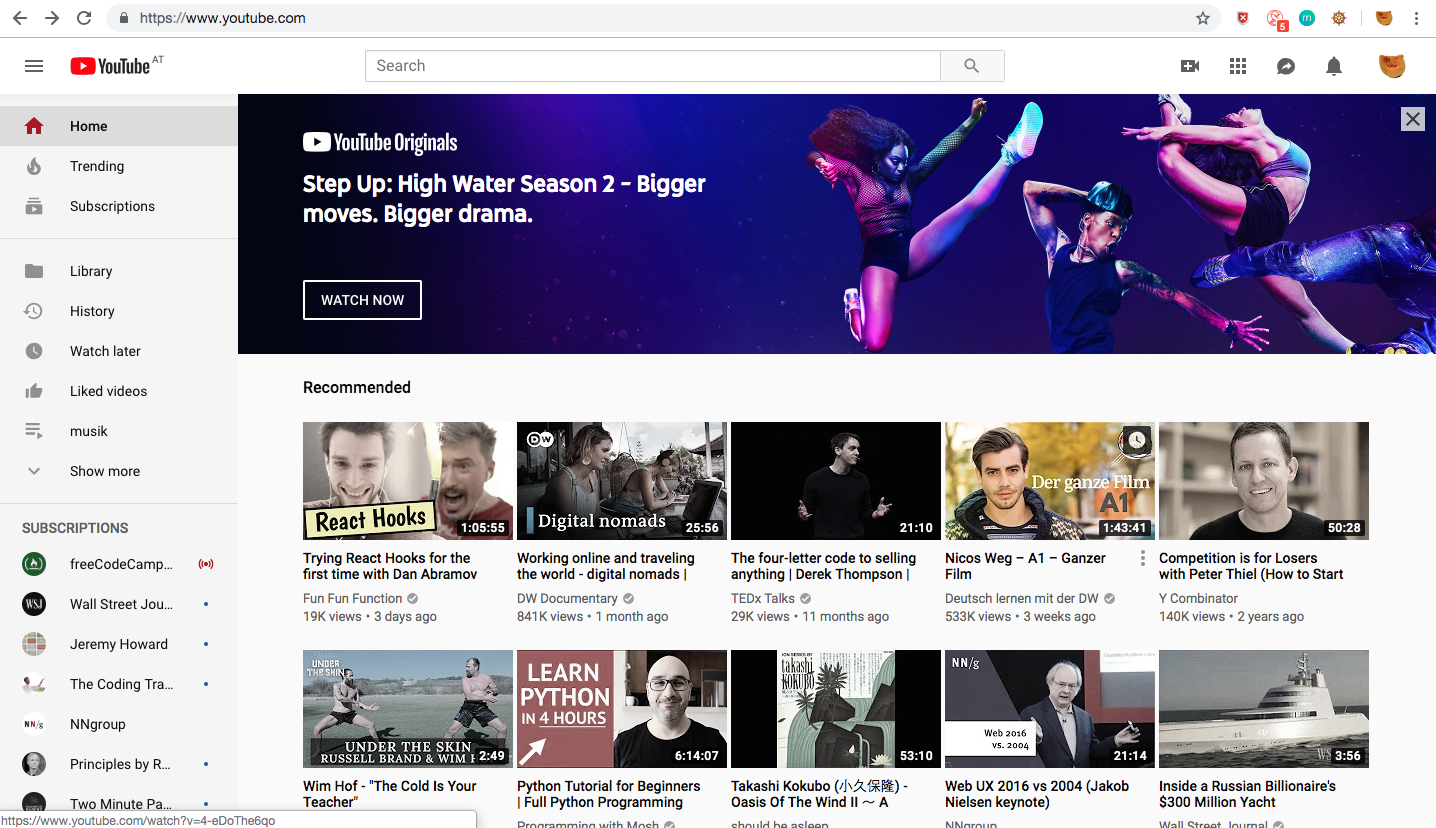 https://www.youtube.com
5
m
YouTube AT
Search
Home
Trending
Subscriptions
Library
History
Watch later
Liked videos
musik
Show more
SUBSCRIPTIONS
freeCodeCamp...
WSJ
Wall Street Jou...
Jeremy Howard
The Coding Tra...
NN/g
NNgroup
Principles by R...
Two Minute Pa...
https://www.youtube.com/watch?v=4-eDoThe6qo
YouTube Originals
Step Up: High Water Season 2 - Bigger
moves. Bigger drama.
WATCH NOW
Recommended
React Hooks
1:05:55
Trying React Hooks for the
first time with Dan Abramov
Fun Fun Function
19K views • 3 days ago
DW
Digital nomads
25:56
Working online and traveling
the world - digital nomads |
DW Documentary
841K views • 1 month ago
21:10
The four-letter code to selling
anything | Derek Thompson |
TEDx Talks
29K views • 11 months ago
Der ganze Film
A1
1:43:41
Nicos Weg – A1 – Ganzer
Film
Deutsch lernen mit der DW
533K views • 3 weeks ago
50:28
Competition is for Losers
with Peter Thiel (How to Start
Y Combinator
140K views • 2 years ago
UNDER
THE SKIN
UNDER THE SKIN
RUSSELL BRAND & WIM H
2:49
Wim Hof - "The Cold Is Your
Teacher"
LEARN
PYTHON
IN 4 HOURS
6:14:07
Python Tutorial for Beginners
| Full Python Programming
Programming with Mosh
ION SERIES BY
takashi
KOKUBO
53:10
Takashi Kokubo (小久保隆) -
Oasis Of The Wind II ～ A
should be asleep
NN/g
Web 2016
vs. 2004
21:14
Web UX 2016 vs 2004 (Jakob
Nielsen keynote)
NNgroup
WS
3:56
Inside a Russian Billionaire's
$300 Million Yacht
Wall Street Journal